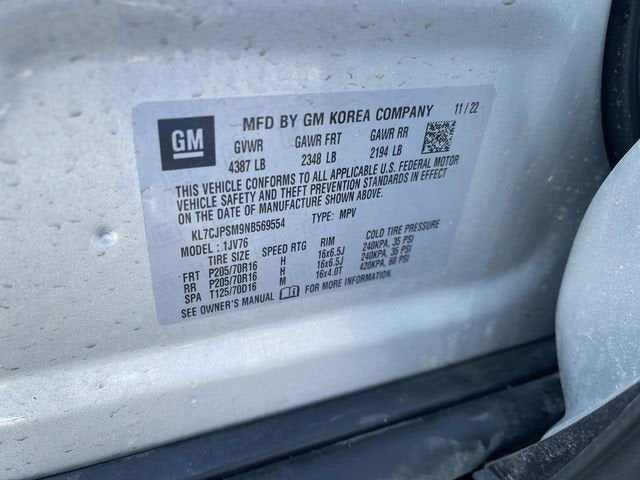 GM
MFD BY GM KOREA COMPANY 11/22
GVWR GAWR FRT GAWR RR
4387 LB 2348 LB 2194 LB
THIS VEHICLE CONFORMS TO ALL APPLICABLE U.S. FEDERAL MOTOR
VEHICLE SAFETY AND THEFT PREVENTION STANDARDS IN EFFECT
ON THE DATE OF MANUFACTURE SHOWN ABOVE.
KL7CJPSM9NB569554 TYPE: MPV
MODEL: 1JV76
TIRE SIZE SPEED RTG RIM COLD TIRE PRESSURE
FRT P205/70R16 H 16x6.5J 240KPA, 35 PSI
RR P205/70R16 H 16x6.5J 240KPA, 35 PSI
SPA T125/70D16 M 16x4.0T 420KPA, 60 PSI
SEE OWNER'S MANUAL FOR MORE INFORMATION.